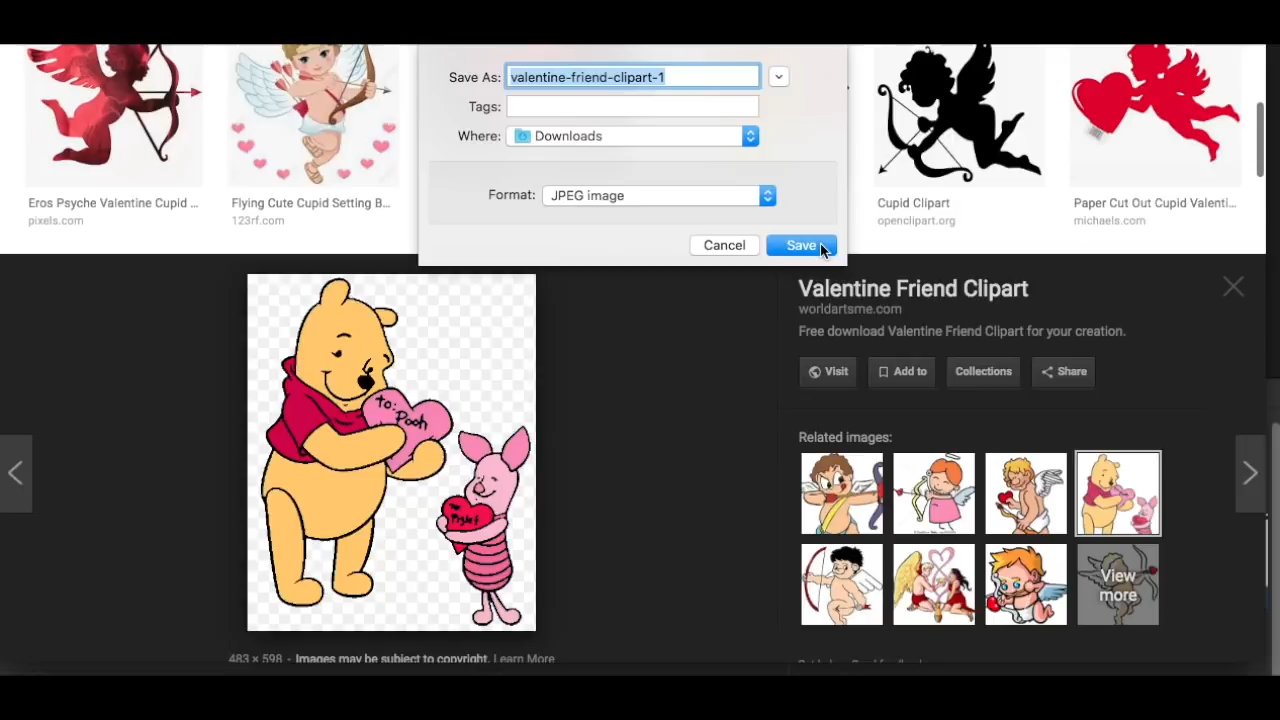 Save As: valentine-friend-clipart-1
Tags:
Where: Downloads
Format: JPEG image
Cancel Save
Eros Psyche Valentine Cupid ...
pixels.com
Flying Cute Cupid Setting B...
123rf.com
Cupid Clipart
openclipart.org
Paper Cut Out Cupid Valenti...
michaels.com
to: Pooh
Valentine Friend Clipart
worldartsme.com
Free download Valentine Friend Clipart for your creation.
Visit Add to Collections Share
Related images:
View
more
483 × 598 - Images may be subject to copyright. Learn More